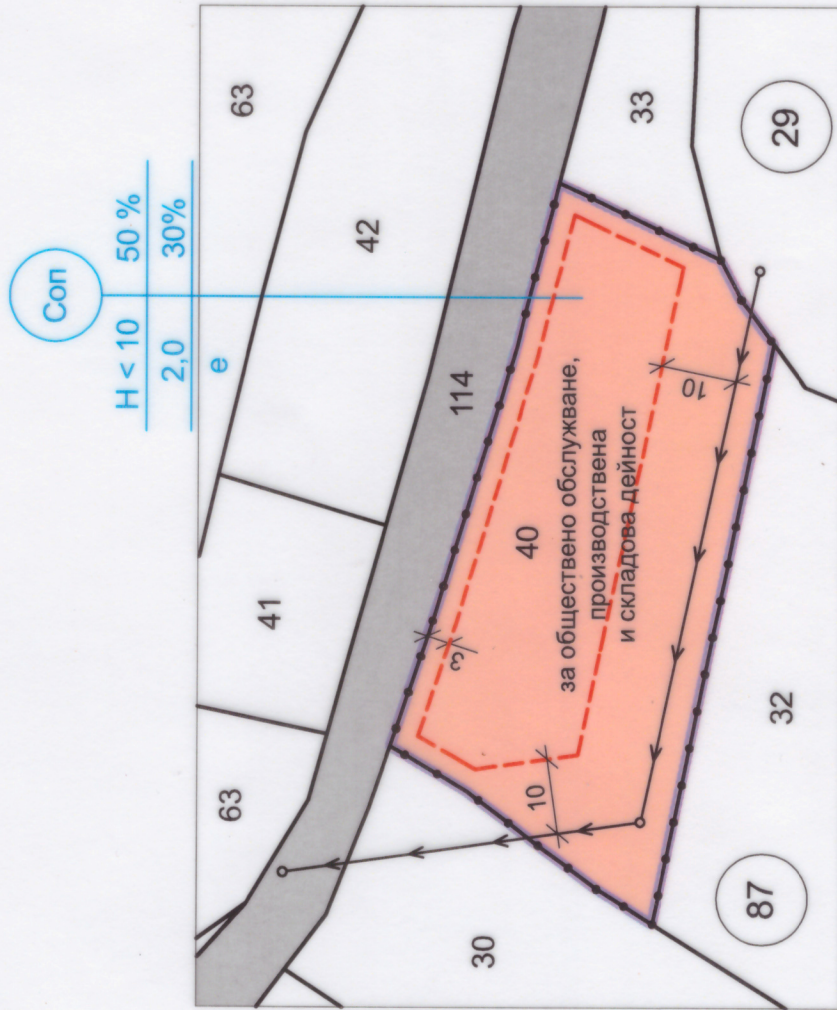 Соп
H < 10 50 %
2,0 30%
е
63
42
33
29
114
41
40
за обществено обслужване,
производствена
и складова дейност
10
3
10
63
30
32
87